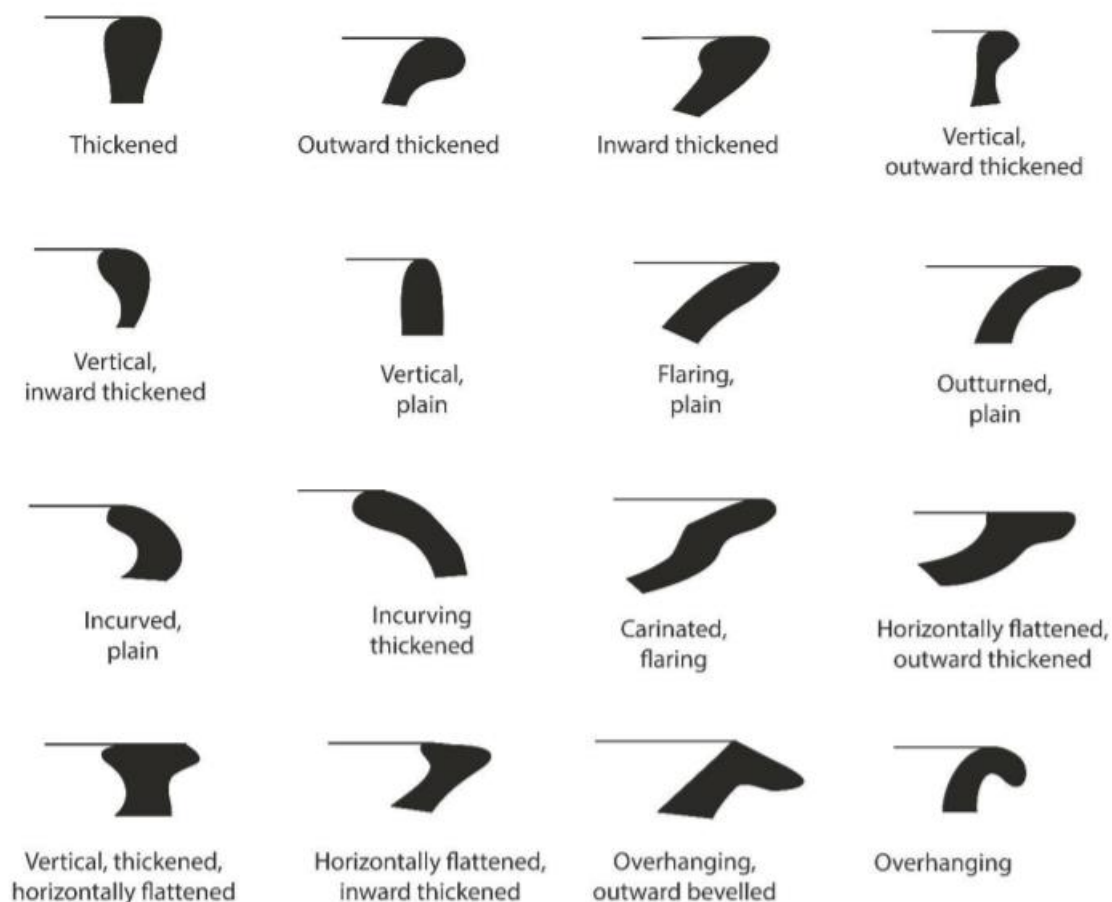 Thickened
Outward thickened
Inward thickened
Vertical,
outward thickened
Vertical,
inward thickened
Vertical,
plain
Flaring,
plain
Outturned,
plain
Incurved,
plain
Incurving
thickened
Carinated,
flaring
Horizontally flattened,
outward thickened
Vertical, thickened,
horizontally flattened
Horizontally flattened,
inward thickened
Overhanging,
outward bevelled
Overhanging